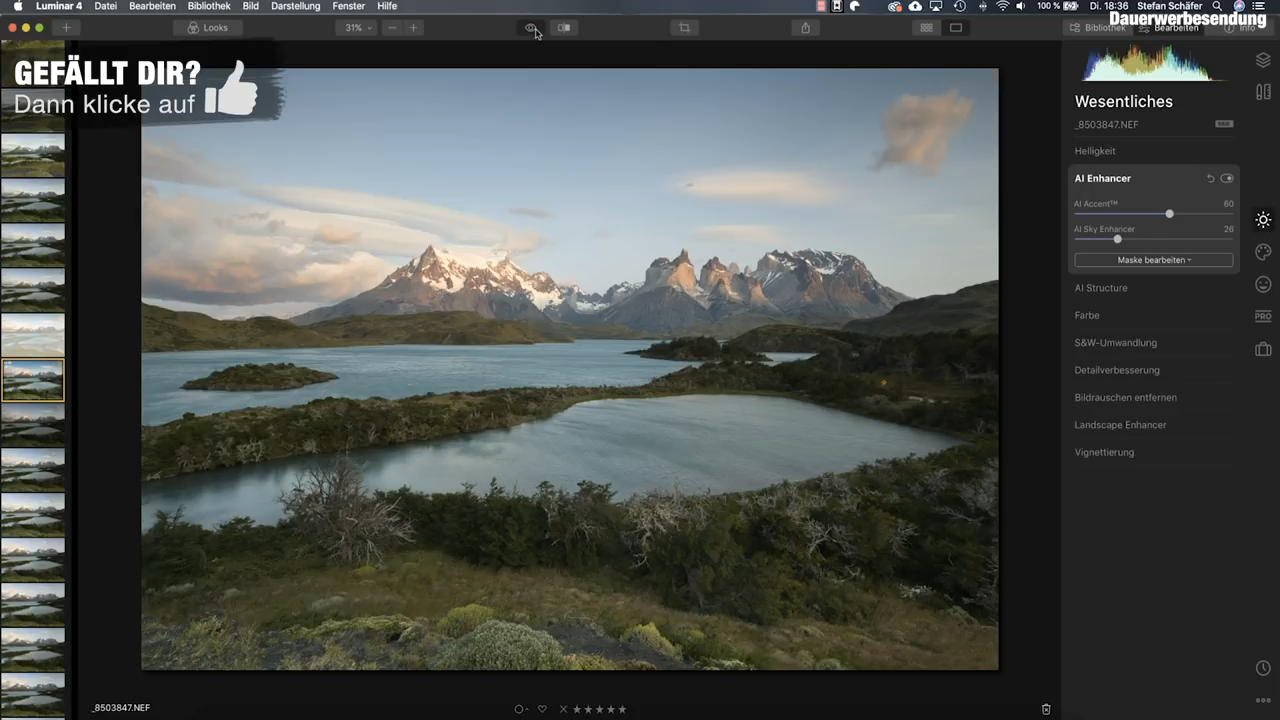 Luminar 4 Datei Bearbeiten Bibliothek Bild Darstellung Fenster Hilfe
100 % Di. 18:36 Stefan Schäfer
Dauerwerbesendung
Looks 31% Bibliothek Bearbeiten Info
GEFÄLLT DIR?
Dann klicke auf
Wesentliches
_8503847.NEF RAW
Helligkeit
AI Enhancer
AI Accent™ 60
AI Sky Enhancer 26
Maske bearbeiten
AI Structure
Farbe
PRO
S&W-Umwandlung
Detailverbesserung
Bildrauschen entfernen
Landscape Enhancer
Vignettierung
_8503847.NEF